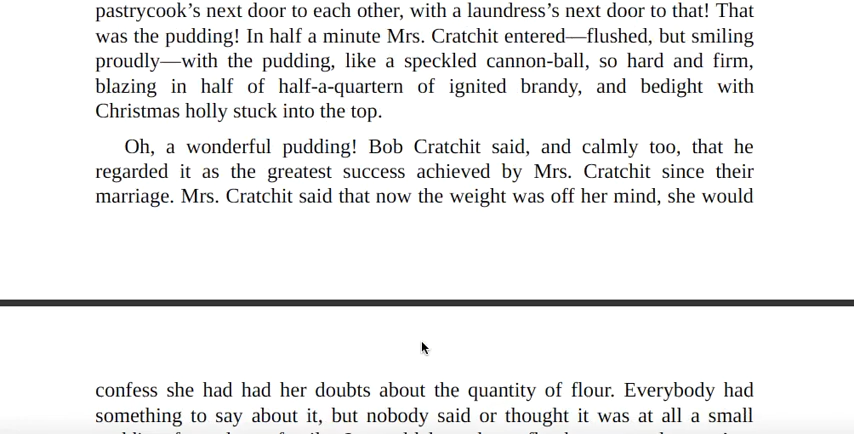 pastrycook’s next door to each other, with a laundress’s next door to that! That
was the pudding! In half a minute Mrs. Cratchit entered—flushed, but smiling
proudly—with the pudding, like a speckled cannon-ball, so hard and firm,
blazing in half of half-a-quartern of ignited brandy, and bedight with
Christmas holly stuck into the top.
Oh, a wonderful pudding! Bob Cratchit said, and calmly too, that he
regarded it as the greatest success achieved by Mrs. Cratchit since their
marriage. Mrs. Cratchit said that now the weight was off her mind, she would
confess she had had her doubts about the quantity of flour. Everybody had
something to say about it, but nobody said or thought it was at all a small